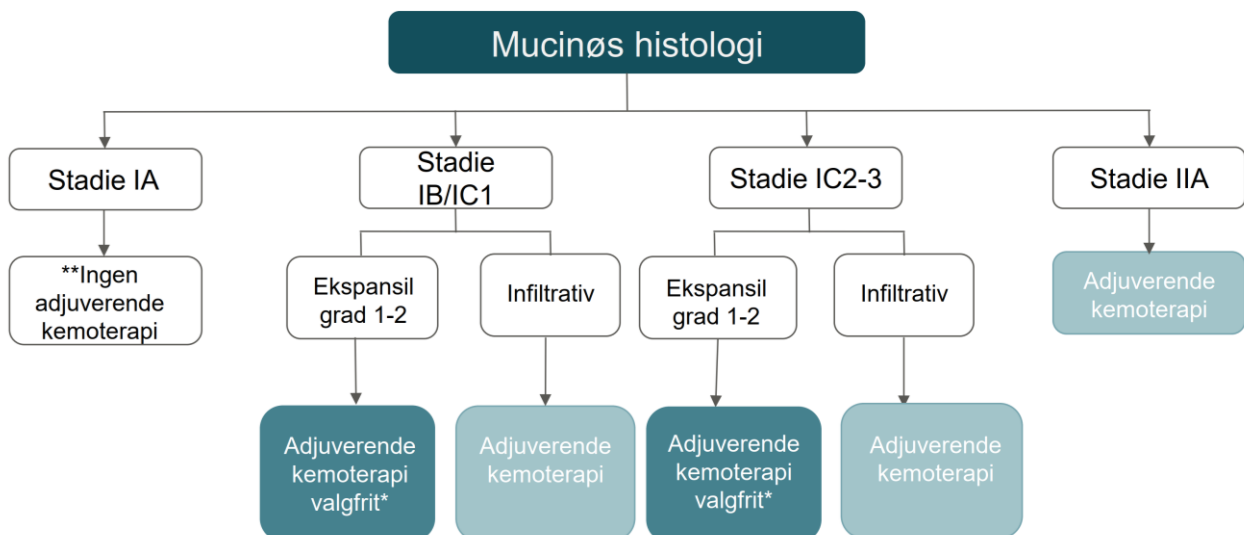 Mucinøs histologi
Stadie IA
Stadie
IB/IC1
Stadie IC2-3
Stadie IIA
**Ingen
adjuverende
kemoterapi
Ekspansil
grad 1-2
Infiltrativ
Ekspansil
grad 1-2
Infiltrativ
Adjuverende
kemoterapi
Adjuverende
kemoterapi
valgfrit*
Adjuverende
kemoterapi
Adjuverende
kemoterapi
valgfrit*
Adjuverende
kemoterapi